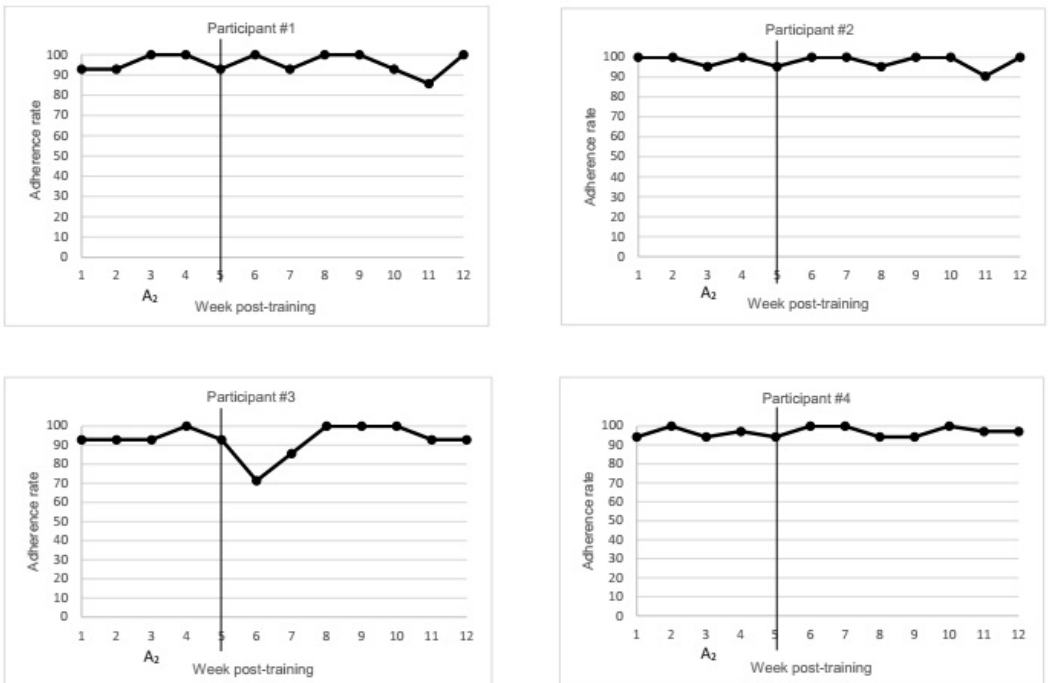 Participant #1
Adherence rate
100
90
80
70
60
50
40
30
20
10
0
1 2 3 4 5 6 7 8 9 10 11 12
A₂
Week post-training
Participant #2
Adherence rate
100
90
80
70
60
50
40
30
20
10
0
1 2 3 4 5 6 7 8 9 10 11 12
A₂
Week post-training
Participant #3
Adherence rate
100
90
80
70
60
50
40
30
20
10
0
1 2 3 4 5 6 7 8 9 10 11 12
A₂
Week post-training
Participant #4
Adherence rate
100
90
80
70
60
50
40
30
20
10
0
1 2 3 4 5 6 7 8 9 10 11 12
A₂
Week post-training